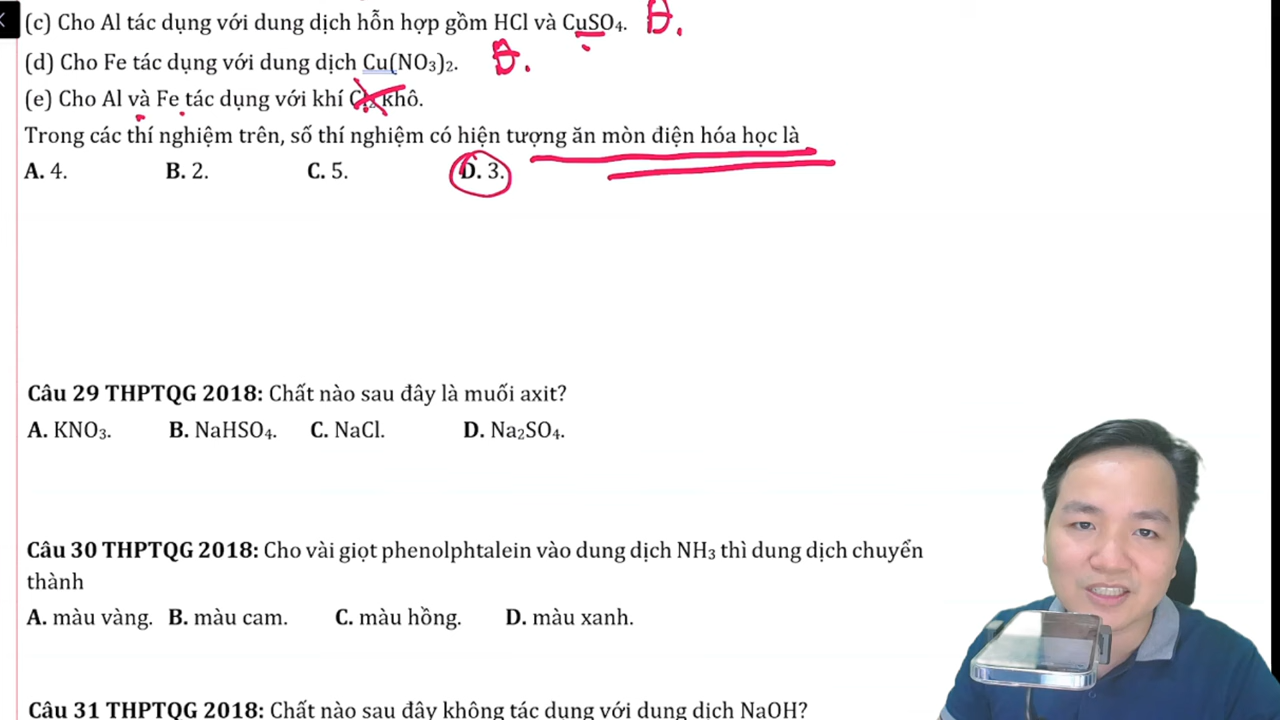 (c) Cho Al tác dụng với dung dịch hỗn hợp gồm HCl và CuSO₄. Đ.
(d) Cho Fe tác dụng với dung dịch Cu(NO₃)₂. Đ.
(e) Cho Al và Fe tác dụng với khí Cl₂ khô.
Trong các thí nghiệm trên, số thí nghiệm có hiện tượng ăn mòn điện hóa học là
A. 4. B. 2. C. 5. D. 3.
Câu 29 THPTQG 2018: Chất nào sau đây là muối axit?
A. KNO₃. B. NaHSO₄. C. NaCl. D. Na₂SO₄.
Câu 30 THPTQG 2018: Cho vài giọt phenolphtalein vào dung dịch NH₃ thì dung dịch chuyển
thành
A. màu vàng. B. màu cam. C. màu hồng. D. màu xanh.
Câu 31 THPTQG 2018: Chất nào sau đây không tác dụng với dung dịch NaOH?